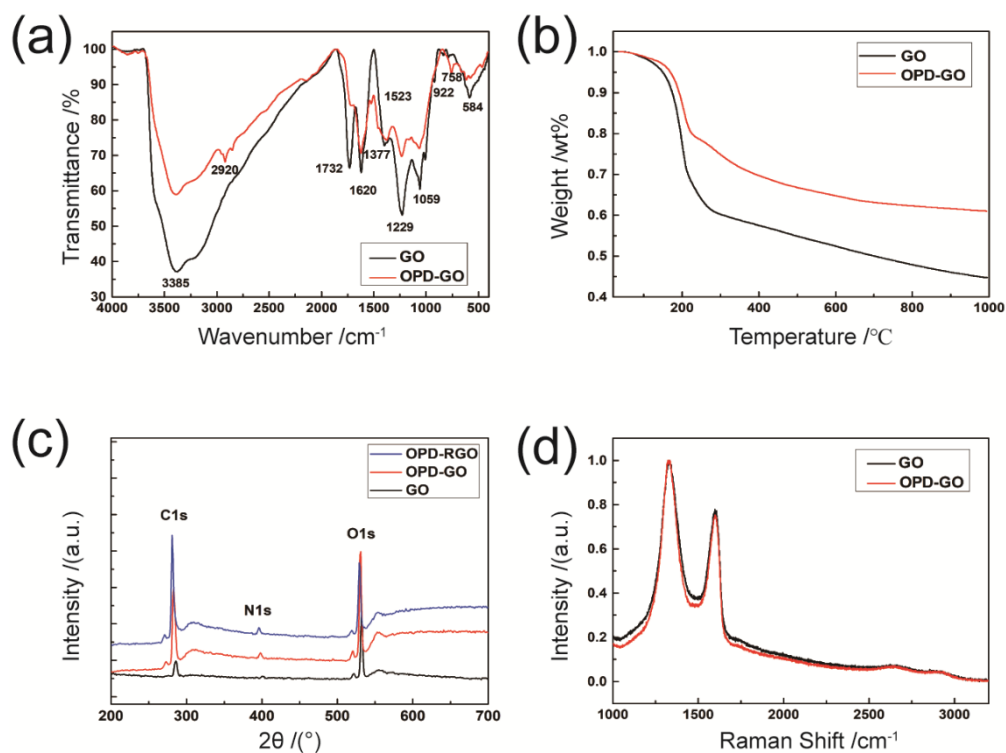 (a)
100
90
80
70
60
50
40
30
Transmittance /%
4000 3500 3000 2500 2000 1500 1000 500
Wavenumber /cm⁻¹
3385
2920
1732
1620
1523
1377
1229
1059
922
758
584
GO
OPD-GO
(b)
1.0
0.9
0.8
0.7
0.6
0.5
0.4
Weight /wt%
0 200 400 600 800 1000
Temperature /°C
GO
OPD-GO
(c)
Intensity /(a.u.)
C1s
N1s
O1s
OPD-RGO
OPD-GO
GO
200 300 400 500 600 700
2θ /(°)
(d)
1.0
0.8
0.6
0.4
0.2
0.0
Intensity /(a.u.)
GO
OPD-GO
1000 1500 2000 2500 3000
Raman Shift /cm⁻¹